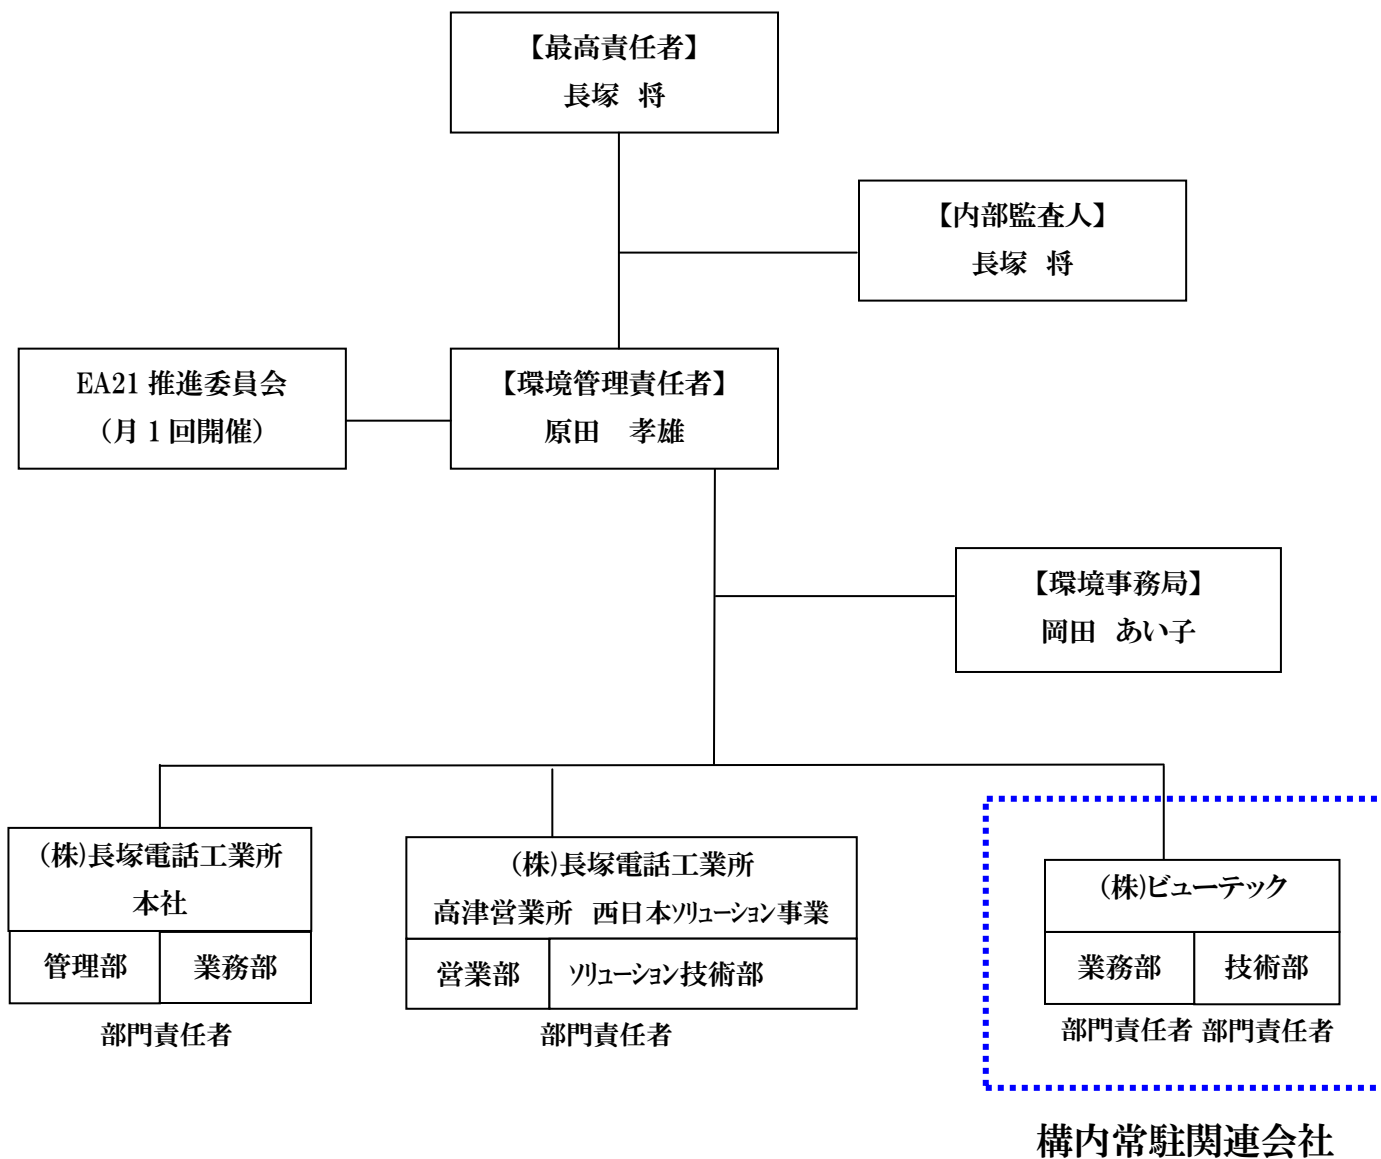 【最高責任者】
長塚 将
【内部監査人】
長塚 将
EA21 推進委員会
（月 1 回開催）
【環境管理責任者】
原田　孝雄
【環境事務局】
岡田 あい子
（株）長塚電話工業所
本社
管理部
業務部
部門責任者
（株）長塚電話工業所
高津営業所 西日本ｿﾘｭｰｼｮﾝ事業
営業部
ｿﾘｭｰｼｮﾝ技術部
部門責任者
（株）ビューテック
業務部
技術部
部門責任者 部門責任者
構内常駐関連会社